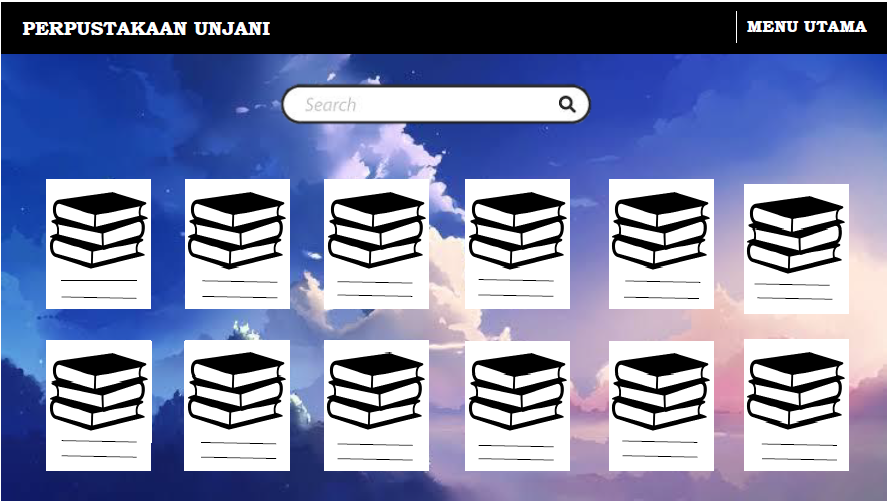 PERPUSTAKAAN UNJANI
MENU UTAMA
Search